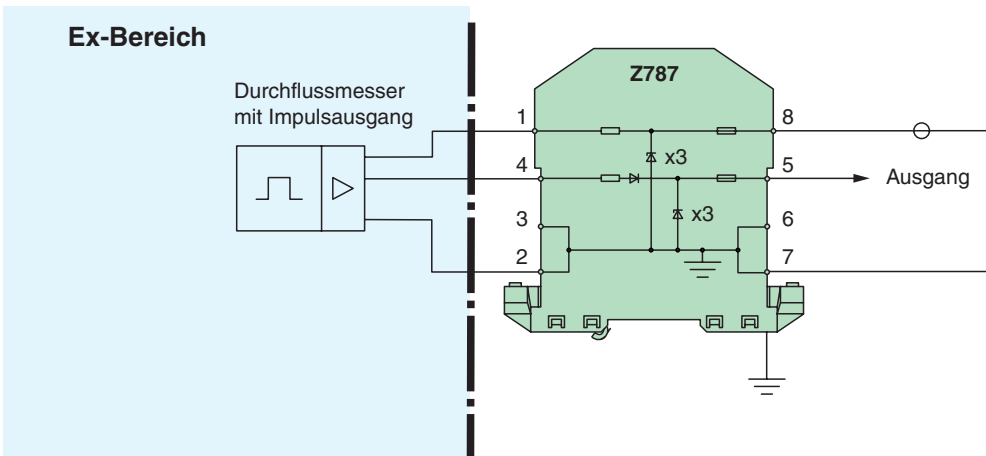 Ex-Bereich
Z787
Durchflussmesser
mit Impulsausgang
1
8
x3
4
5
Ausgang
3
x3
6
2
7